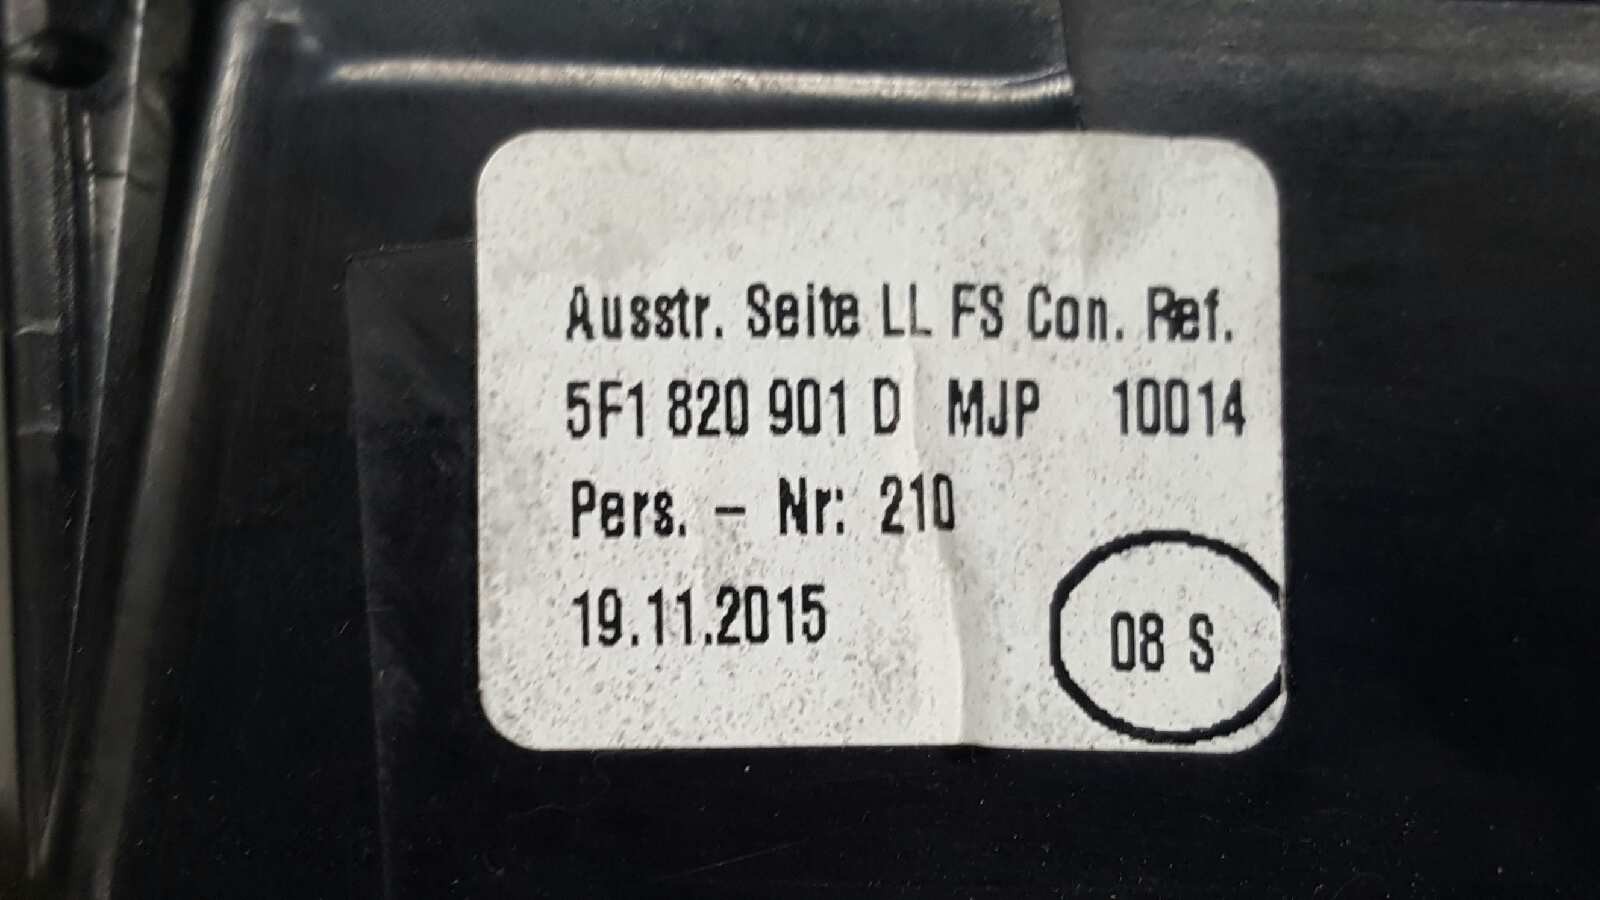 Ausstr. Seite LL FS Con. Ref.
5F1 820 901 D MJP 10014
Pers. - Nr: 210
19.11.2015
08 S